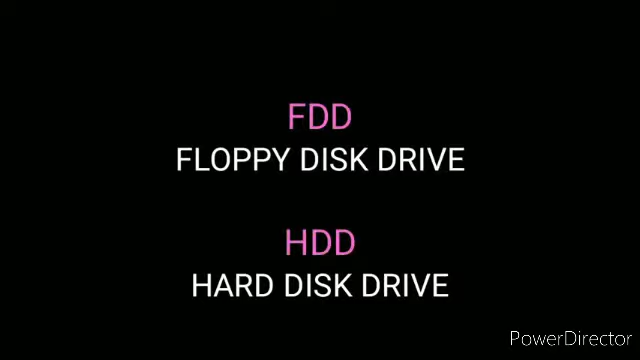 FDD
FLOPPY DISK DRIVE
HDD
HARD DISK DRIVE
PowerDirector